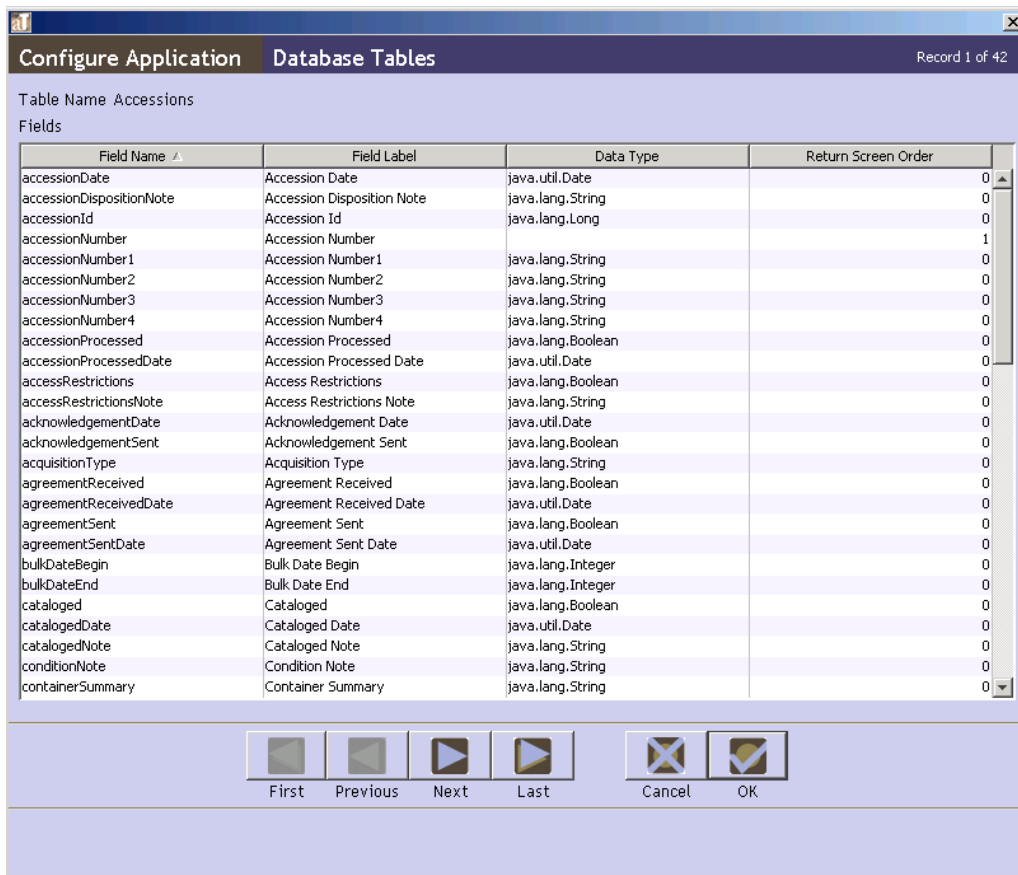 aT
Configure Application Database Tables Record 1 of 42
Table Name Accessions
Fields
Field Name Field Label Data Type Return Screen Order
accessionDate Accession Date java.util.Date 0
accessionDispositionNote Accession Disposition Note java.lang.String 0
accessionId Accession Id java.lang.Long 0
accessionNumber Accession Number 1
accessionNumber1 Accession Number1 java.lang.String 0
accessionNumber2 Accession Number2 java.lang.String 0
accessionNumber3 Accession Number3 java.lang.String 0
accessionNumber4 Accession Number4 java.lang.String 0
accessionProcessed Accession Processed java.lang.Boolean 0
accessionProcessedDate Accession Processed Date java.util.Date 0
accessRestrictions Access Restrictions java.lang.Boolean 0
accessRestrictionsNote Access Restrictions Note java.lang.String 0
acknowledgementDate Acknowledgement Date java.util.Date 0
acknowledgementSent Acknowledgement Sent java.lang.Boolean 0
acquisitionType Acquisition Type java.lang.String 0
agreementReceived Agreement Received java.lang.Boolean 0
agreementReceivedDate Agreement Received Date java.util.Date 0
agreementSent Agreement Sent java.lang.Boolean 0
agreementSentDate Agreement Sent Date java.util.Date 0
bulkDateBegin Bulk Date Begin java.lang.Integer 0
bulkDateEnd Bulk Date End java.lang.Integer 0
cataloged Cataloged java.lang.Boolean 0
catalogedDate Cataloged Date java.util.Date 0
catalogedNote Cataloged Note java.lang.String 0
conditionNote Condition Note java.lang.String 0
containerSummary Container Summary java.lang.String 0
First Previous Next Last Cancel OK